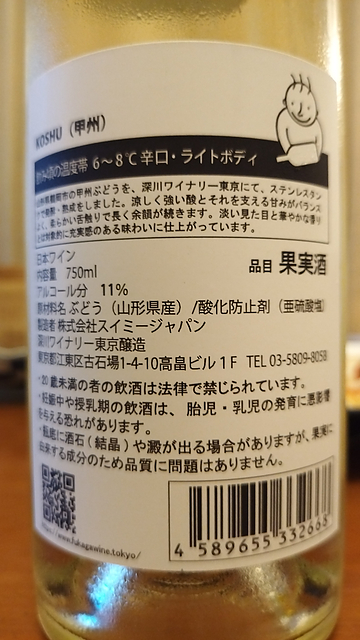 KOSHU（甲州）
飲み頃の温度帯 6～8℃ 辛口・ライトボディ
山形県鶴岡市の甲州ぶどうを、深川ワイナリー東京にて、ステンレスタン
クで発酵・熟成をしました。涼しく強い酸とそれを支える甘みがバランス
よく、柔らかな舌触りで長く余韻が続きます。淡い見た目と華やかな香り
とは対象的に充実感のある味わいに仕上がっています。
日本ワイン
品目 果実酒
内容量 750ml
アルコール分 11%
原材料名 ぶどう（山形県産）/酸化防止剤（亜硫酸塩）
製造者 株式会社スイミージャパン
深川ワイナリー東京醸造
東京都江東区古石場1-4-10高畠ビル1F TEL 03-5809-8058
・20歳未満の者の飲酒は法律で禁じられています。
・妊娠中や授乳期の飲酒は、胎児・乳児の発育に悪影響
を与える恐れがあります。
・瓶底に酒石（結晶）や澱が出る場合がありますが、果実に
由来する成分のため品質に問題はありません。
https://www.fukagawine.tokyo/
4 589655 332668